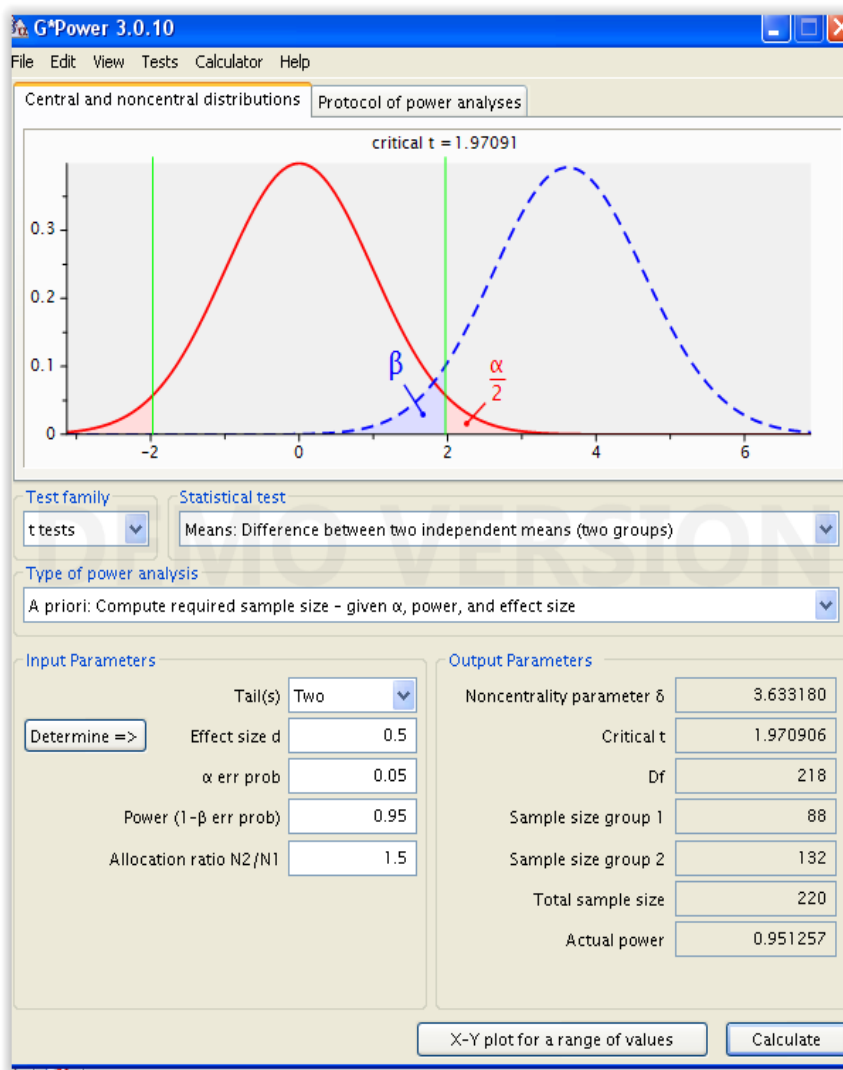 G*Power 3.0.10
File Edit View Tests Calculator Help
Central and noncentral distributions Protocol of power analyses
critical t = 1.97091
0.3
0.2
0.1
0
β
α
2
-2 0 2 4 6
Test family Statistical test
t tests Means: Difference between two independent means (two groups)
DEMO VERSION
Type of power analysis
A priori: Compute required sample size – given α, power, and effect size
Input Parameters Output Parameters
Tail(s) Two Noncentrality parameter δ 3.633180
Determine => Effect size d 0.5 Critical t 1.970906
α err prob 0.05 Df 218
Power (1-β err prob) 0.95 Sample size group 1 88
Allocation ratio N2/N1 1.5 Sample size group 2 132
Total sample size 220
Actual power 0.951257
X-Y plot for a range of values Calculate